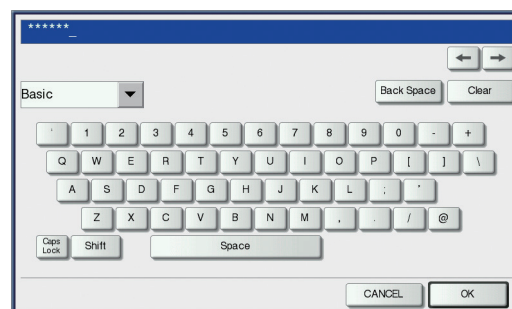 ******_
Basic
Back Space Clear
' 1 2 3 4 5 6 7 8 9 0 - +
Q W E R T Y U I O P [ ] \
A S D F G H J K L ; "
Z X C V B N M , . / @
Caps Lock Shift Space
CANCEL OK